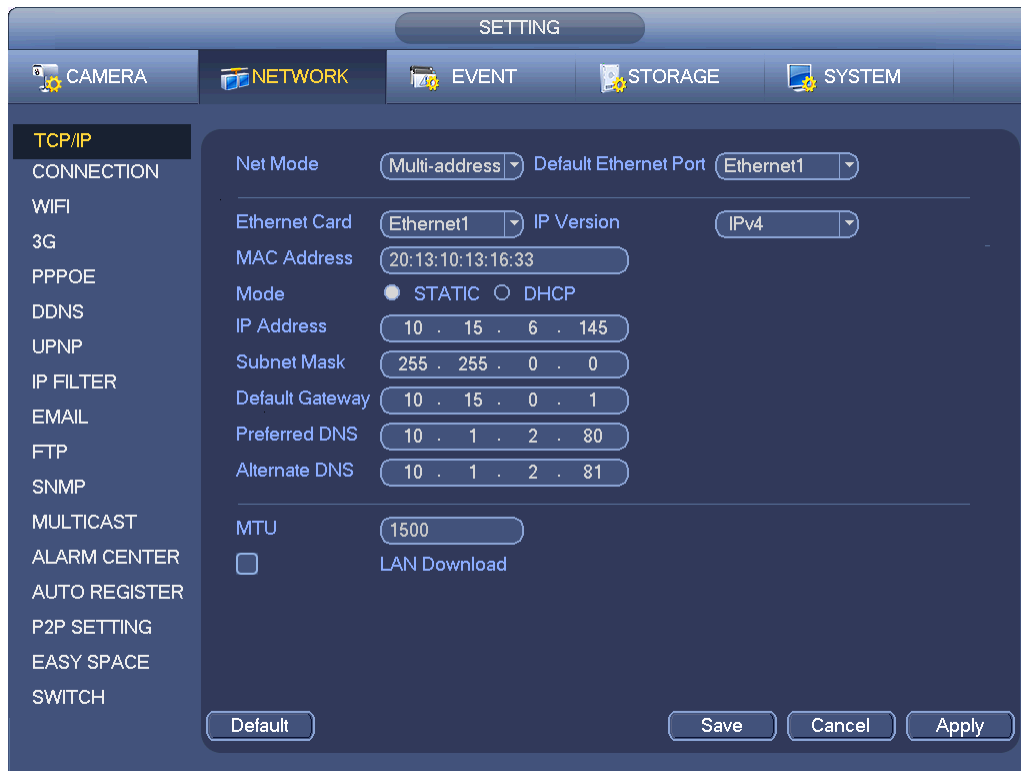 SETTING
CAMERA NETWORK EVENT STORAGE SYSTEM
TCP/IP
CONNECTION
WIFI
3G
PPPOE
DDNS
UPNP
IP FILTER
EMAIL
FTP
SNMP
MULTICAST
ALARM CENTER
AUTO REGISTER
P2P SETTING
EASY SPACE
SWITCH
Net Mode Multi-address Default Ethernet Port Ethernet1
Ethernet Card Ethernet1 IP Version IPv4
MAC Address 20:13:10:13:16:33
Mode STATIC DHCP
IP Address 10 . 15 . 6 . 145
Subnet Mask 255 . 255 . 0 . 0
Default Gateway 10 . 15 . 0 . 1
Preferred DNS 10 . 1 . 2 . 80
Alternate DNS 10 . 1 . 2 . 81
MTU 1500
LAN Download
Default Save Cancel Apply